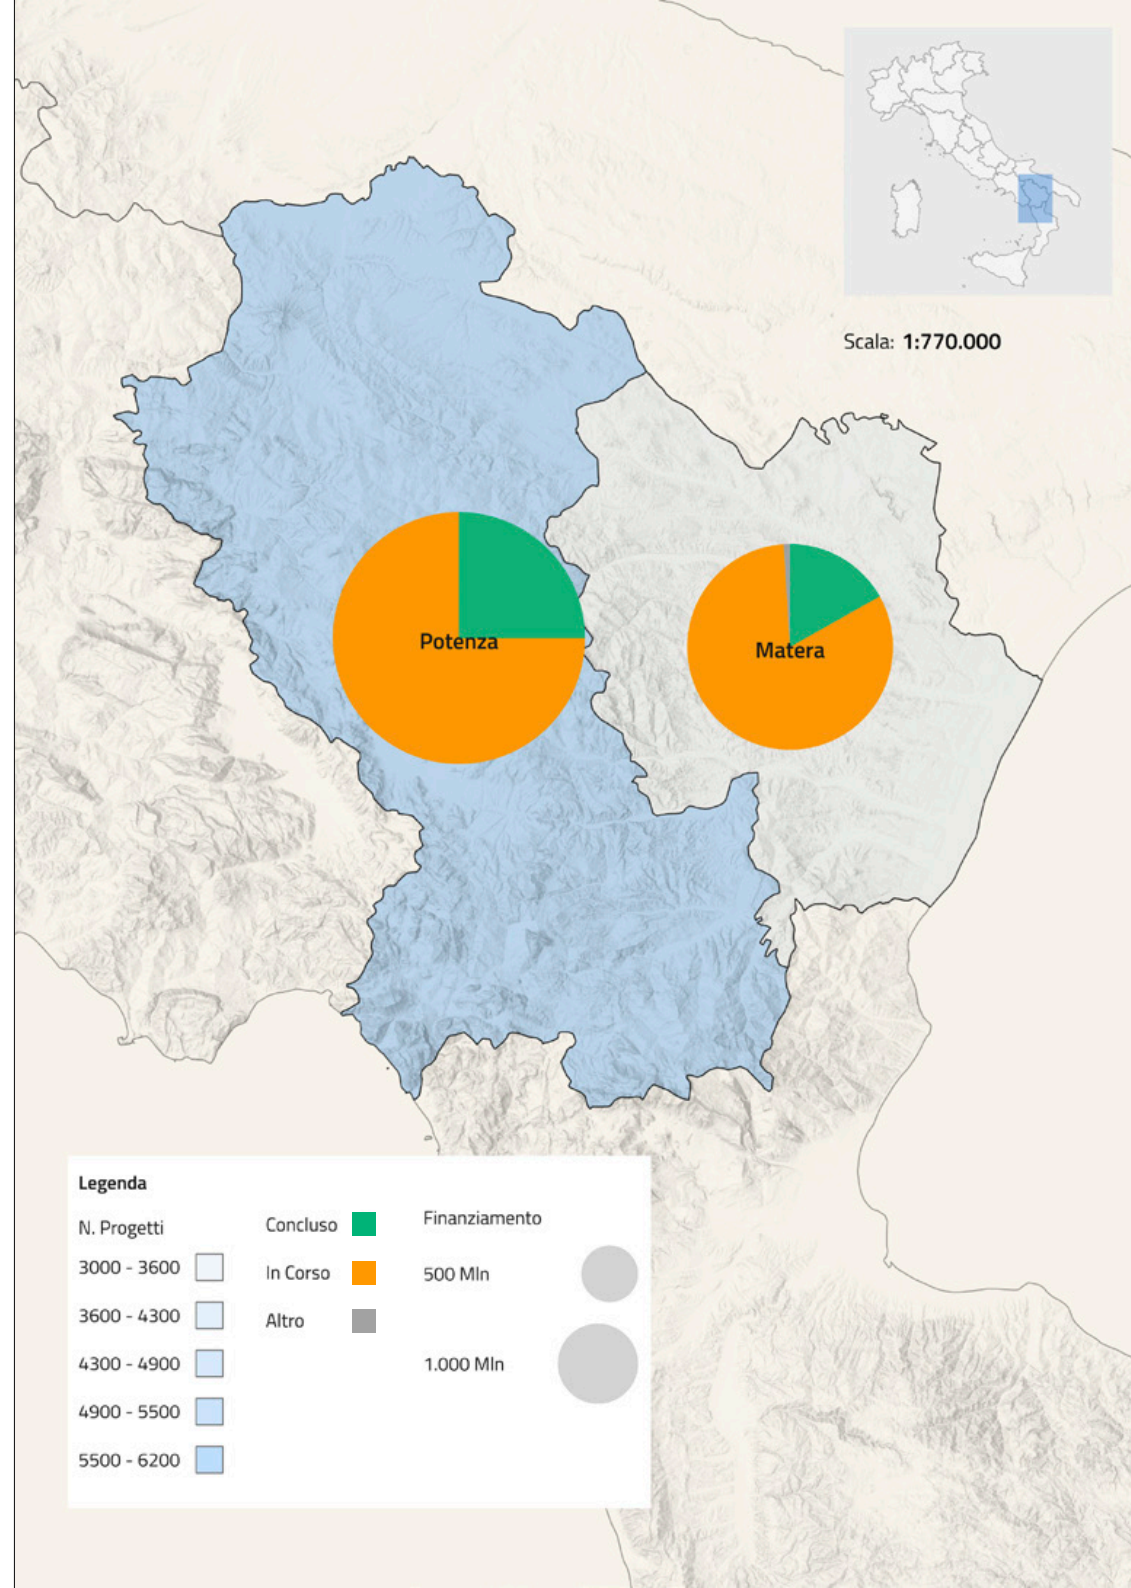 Scala: 1:770.000
Potenza
Matera
Legenda
N. Progetti
3000 - 3600
3600 - 4300
4300 - 4900
4900 - 5500
5500 - 6200
Concluso
In Corso
Altro
Finanziamento
500 Mln
1.000 Mln